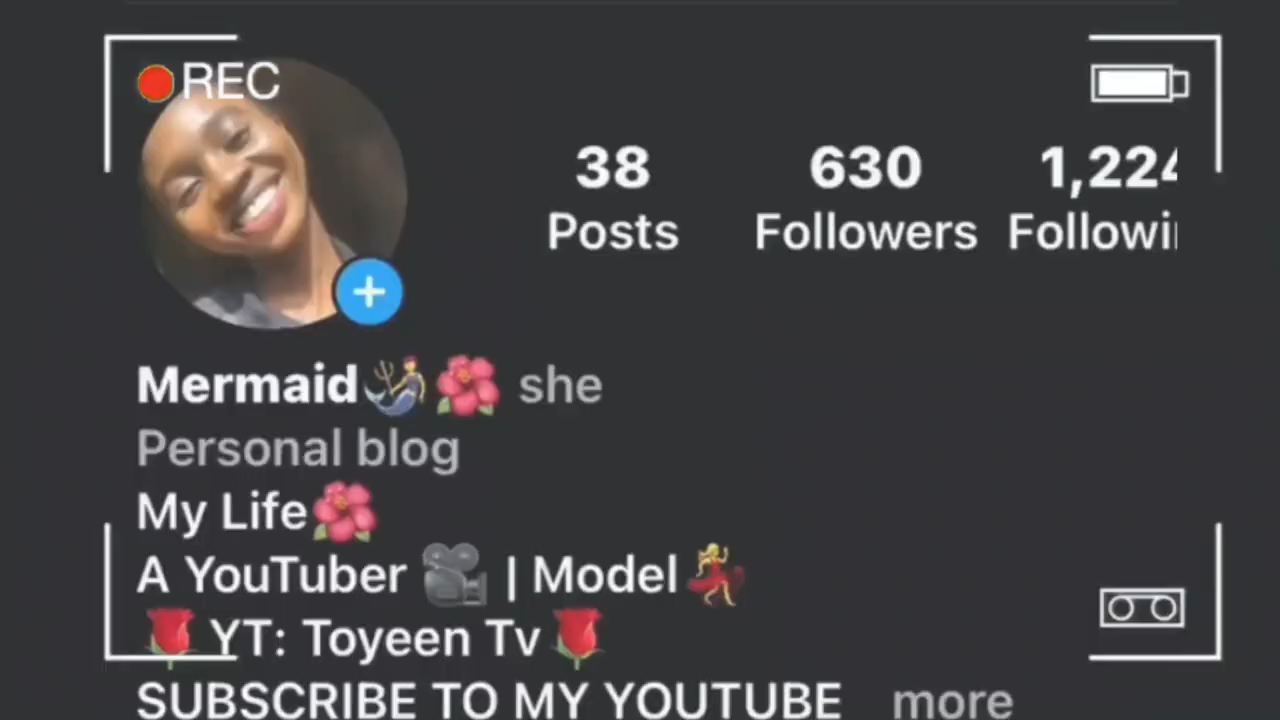 REC
38 630 1,224
Posts Followers Followi
Mermaid🧜‍♂️🌺 she
Personal blog
My Life🌺
A YouTuber 🎥 | Model💃
🌹 YT: Toyeen Tv🌹
SUBSCRIBE TO MY YOUTUBE more